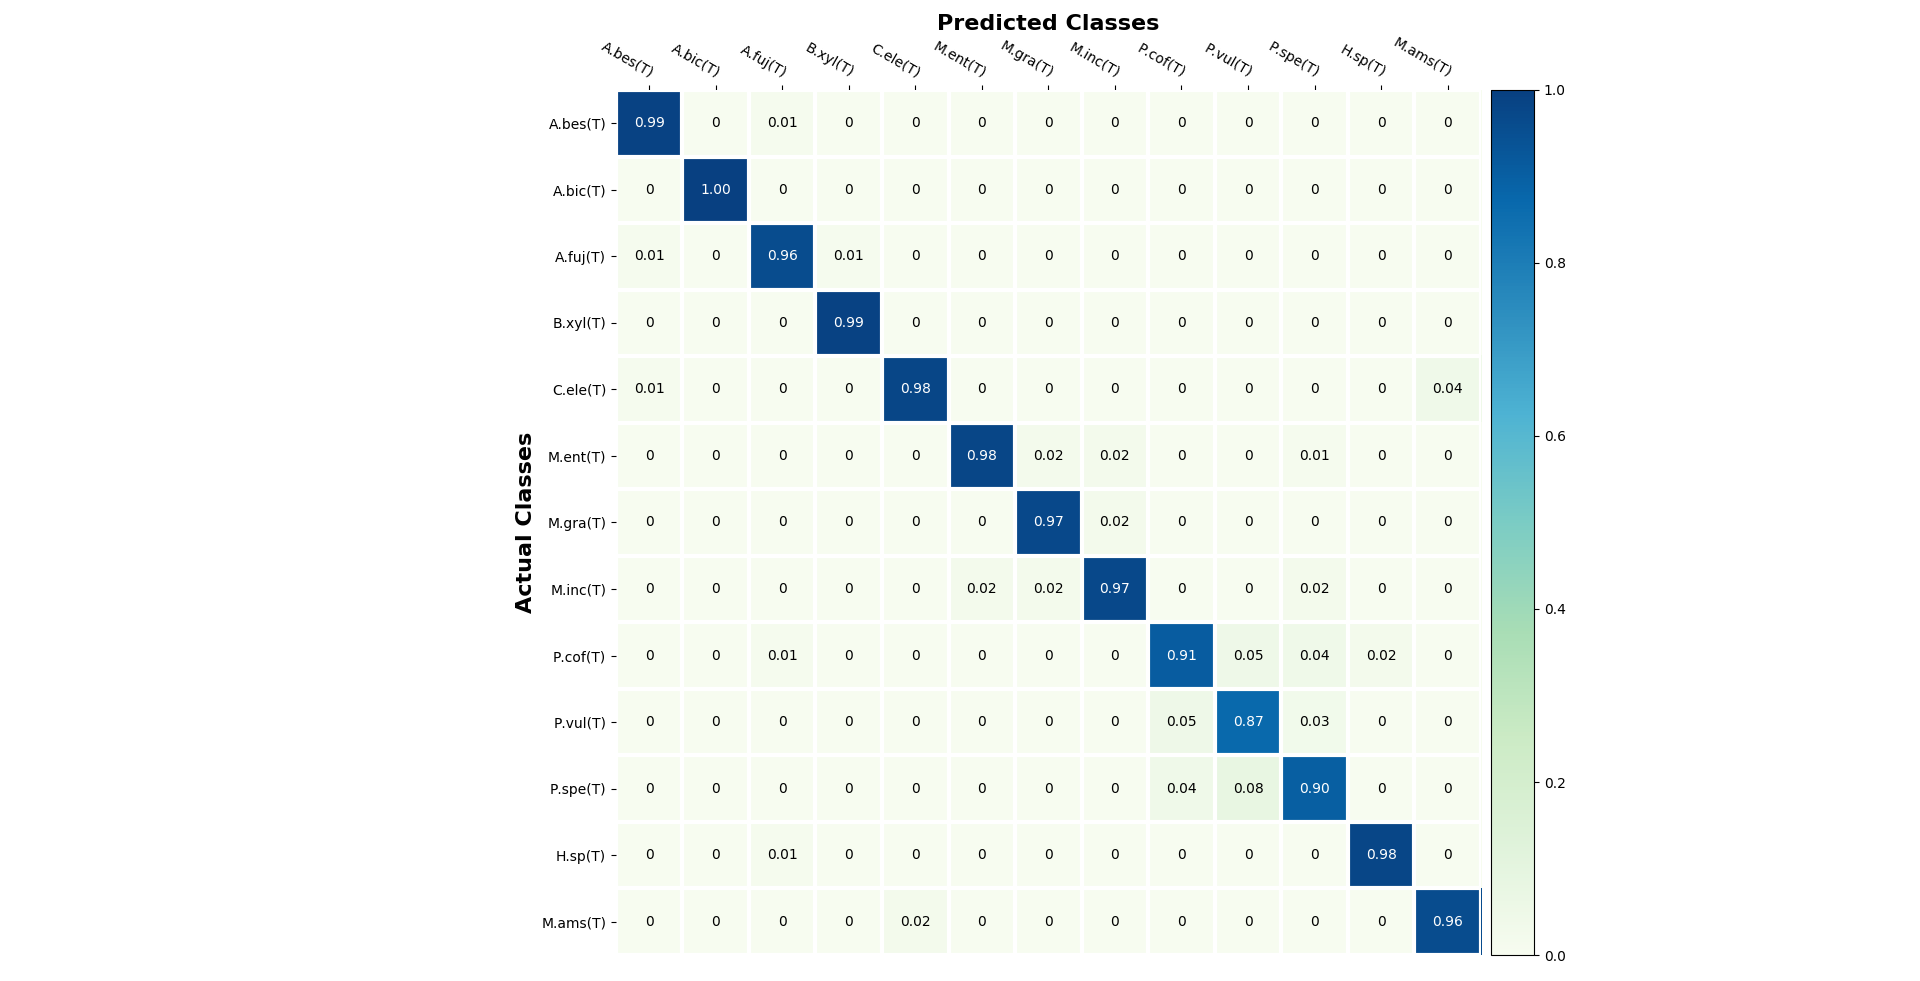 Predicted Classes
A.bes(T) A.bic(T) A.fuj(T) B.xyl(T) C.ele(T) M.ent(T) M.gra(T) M.inc(T) P.cof(T) P.vul(T) P.spe(T) H.sp(T) M.ams(T)
A.bes(T) 0.99 0 0.01 0 0 0 0 0 0 0 0 0 0
A.bic(T) 0 1.00 0 0 0 0 0 0 0 0 0 0 0
A.fuj(T) 0.01 0 0.96 0.01 0 0 0 0 0 0 0 0 0
B.xyl(T) 0 0 0 0.99 0 0 0 0 0 0 0 0 0
C.ele(T) 0.01 0 0 0 0.98 0 0 0 0 0 0 0 0.04
M.ent(T) 0 0 0 0 0 0.98 0.02 0.02 0 0 0.01 0 0
M.gra(T) 0 0 0 0 0 0 0.97 0.02 0 0 0 0 0
M.inc(T) 0 0 0 0 0 0.02 0.02 0.97 0 0 0.02 0 0
P.cof(T) 0 0 0.01 0 0 0 0 0 0.91 0.05 0.04 0.02 0
P.vul(T) 0 0 0 0 0 0 0 0 0.05 0.87 0.03 0 0
P.spe(T) 0 0 0 0 0 0 0 0 0.04 0.08 0.90 0 0
H.sp(T) 0 0 0.01 0 0 0 0 0 0 0 0 0.98 0
M.ams(T) 0 0 0 0 0.02 0 0 0 0 0 0 0 0.96
Actual Classes
1.0
0.8
0.6
0.4
0.2
0.0